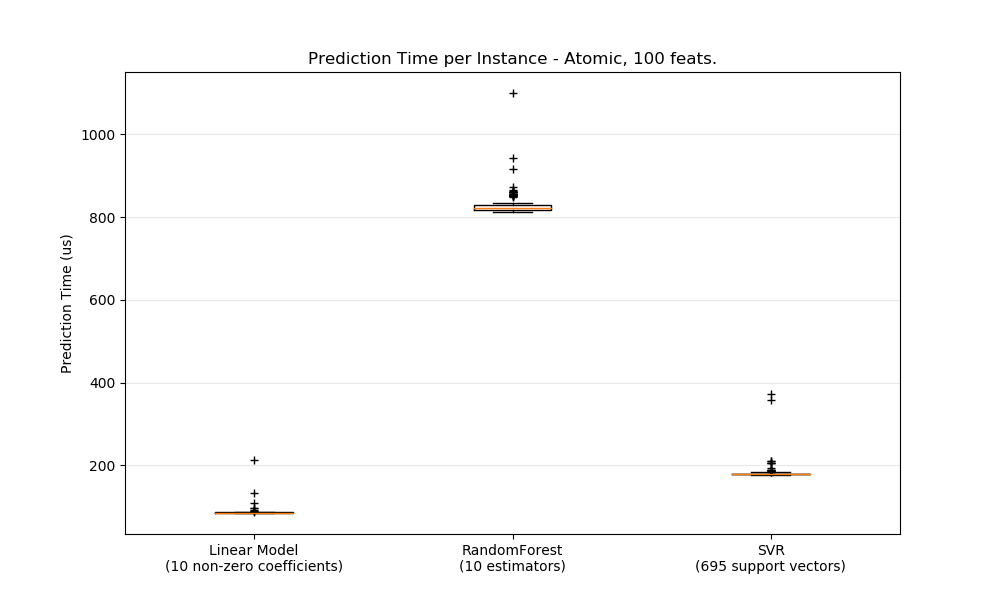 Prediction Time per Instance - Atomic, 100 feats.
Prediction Time (us)
1000
800
600
400
200
Linear Model
(10 non-zero coefficients)
RandomForest
(10 estimators)
SVR
(695 support vectors)